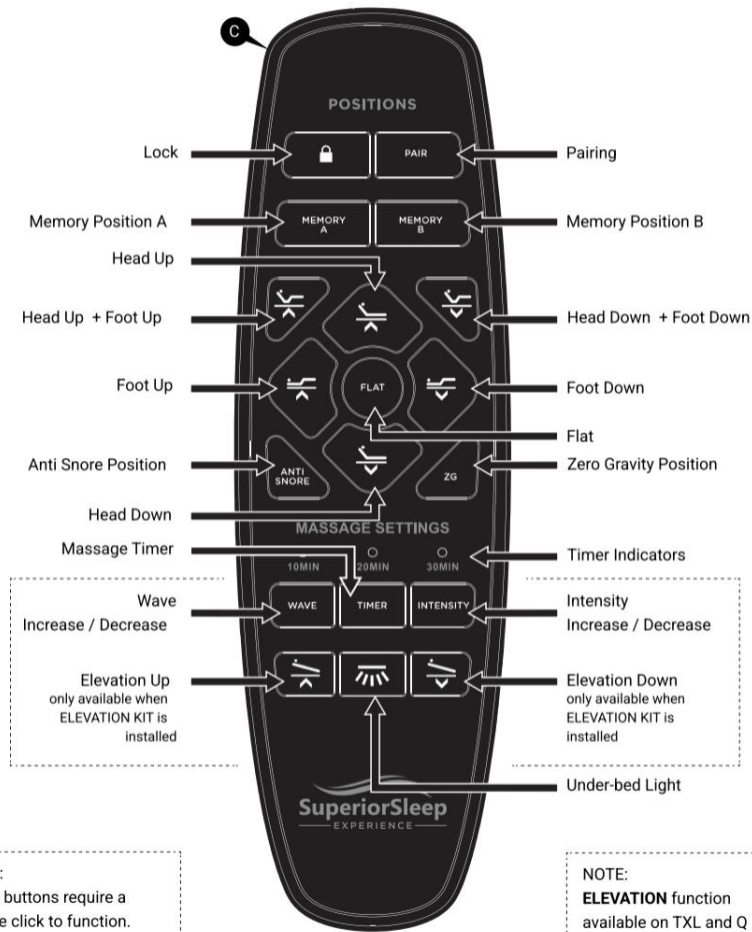 C
POSITIONS
Lock
PAIR
Pairing
Memory Position A
MEMORY
A
MEMORY
B
Memory Position B
Head Up
Head Up + Foot Up
Head Down + Foot Down
Foot Up
FLAT
Foot Down
Flat
Anti Snore Position
ANTI
SNORE
ZG
Zero Gravity Position
Head Down
MASSAGE SETTINGS
Massage Timer
10MIN
20MIN
30MIN
Timer Indicators
Wave
Increase / Decrease
WAVE
TIMER
INTENSITY
Intensity
Increase / Decrease
Elevation Up
only available when
ELEVATION KIT is
installed
Elevation Down
only available when
ELEVATION KIT is
installed
Under-bed Light
SuperiorSleep
EXPERIENCE
buttons require a
click to function.
NOTE:
ELEVATION function
available on TXL and Q